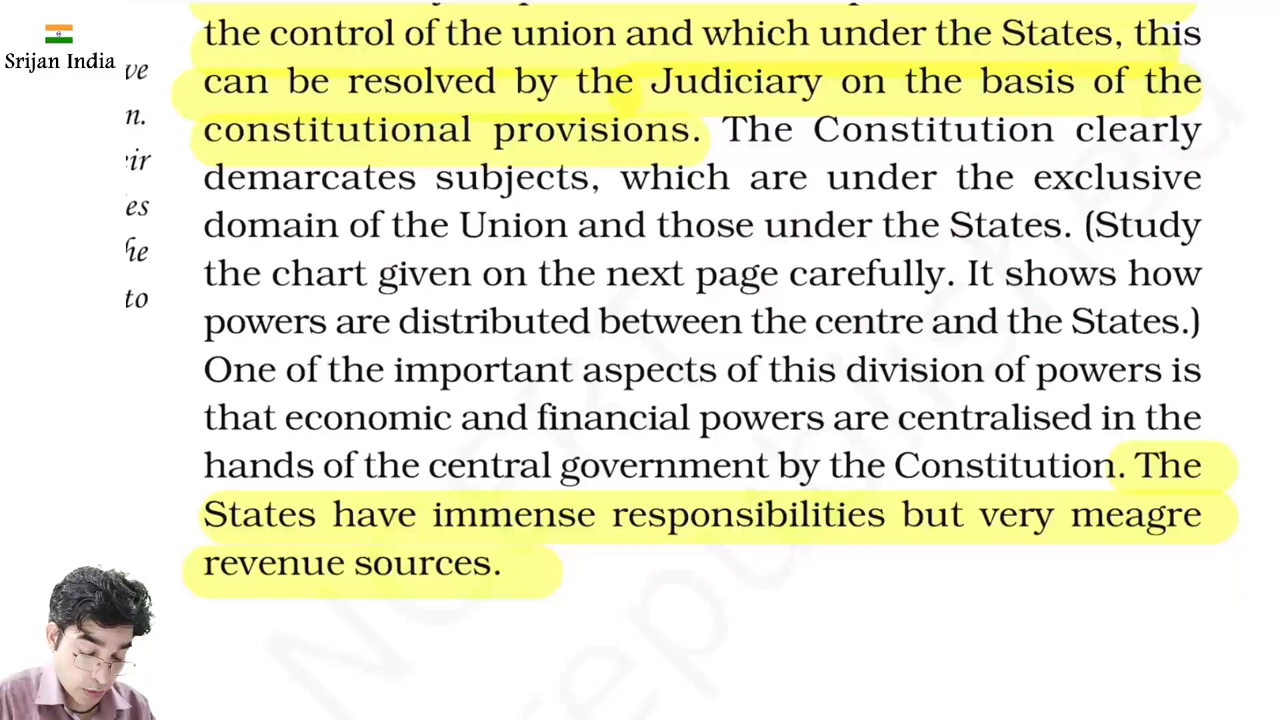 Srijan India
ve
n.
eir
es
he
to
the control of the union and which under the States, this
can be resolved by the Judiciary on the basis of the
constitutional provisions. The Constitution clearly
demarcates subjects, which are under the exclusive
domain of the Union and those under the States. (Study
the chart given on the next page carefully. It shows how
powers are distributed between the centre and the States.)
One of the important aspects of this division of powers is
that economic and financial powers are centralised in the
hands of the central government by the Constitution. The
States have immense responsibilities but very meagre
revenue sources.